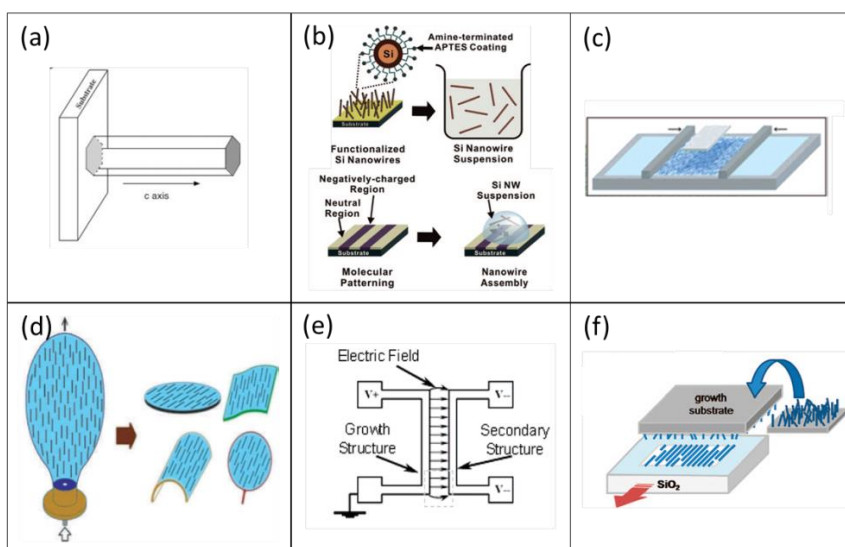 (a)
Substrate
c axis
(b)
Amine-terminated
APTES Coating
Si
Substrate
Functionalized
Si Nanowires
Si Nanowire
Suspension
Negatively-charged
Region
Neutral
Region
Si NW
Suspension
Substrate
Substrate
Molecular
Patterning
Nanowire
Assembly
(c)
(d)
(e)
Electric Field
V+
V--
Growth
Structure
Secondary
Structure
V--
(f)
growth
substrate
SiO2